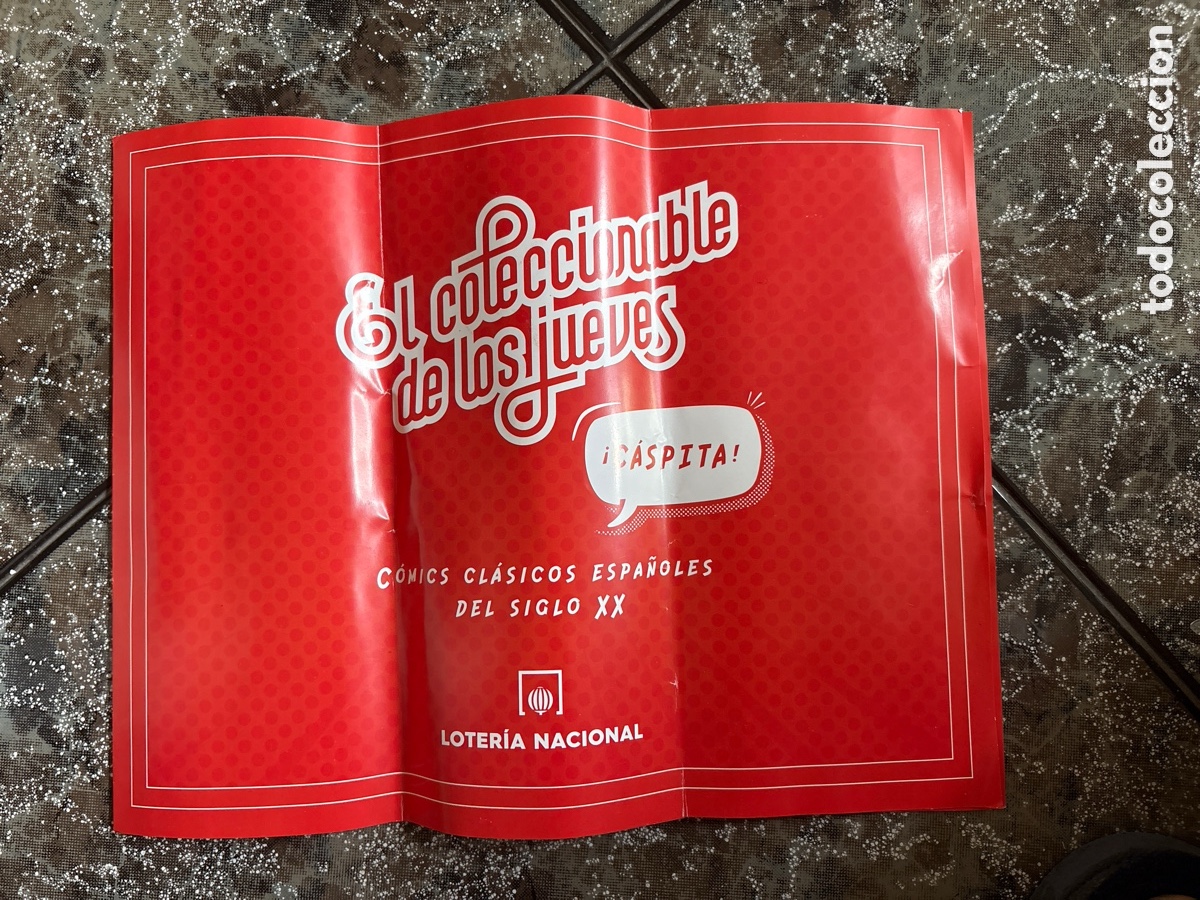 El coleccionable
de los jueves
¡CÁSPITA!
CÓMICS CLÁSICOS ESPAÑOLES
DEL SIGLO XX
LOTERÍA NACIONAL
todocoleccion